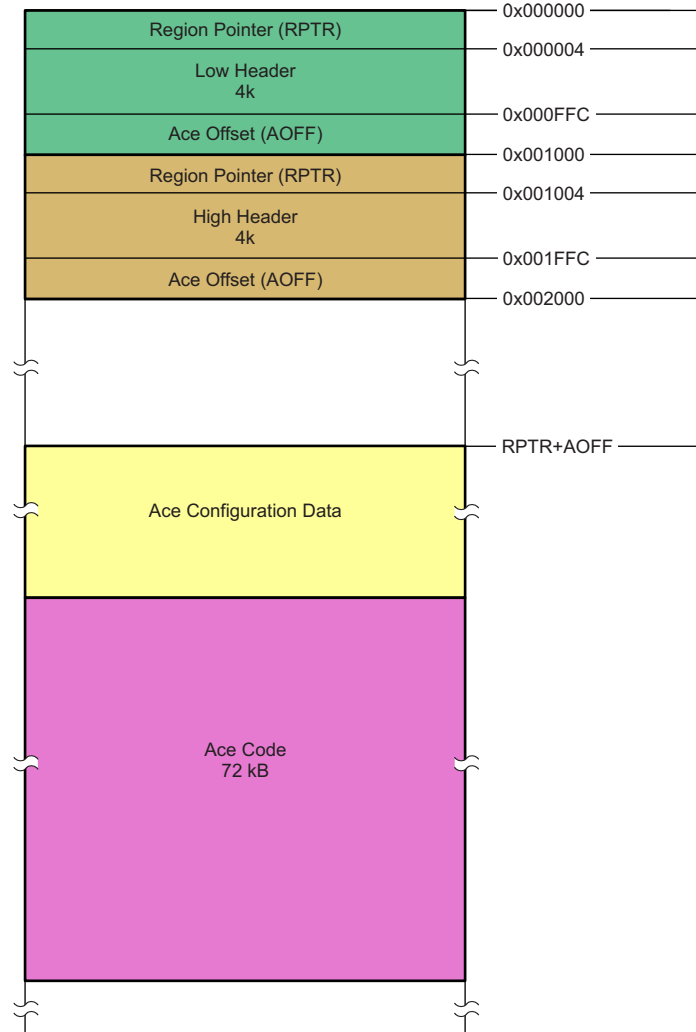 0x000000
Region Pointer (RPTR)
0x000004
Low Header
4k
0x000FFC
Ace Offset (AOFF)
0x001000
Region Pointer (RPTR)
0x001004
High Header
4k
0x001FFC
Ace Offset (AOFF)
0x002000
RPTR+AOFF
Ace Configuration Data
Ace Code
72 kB